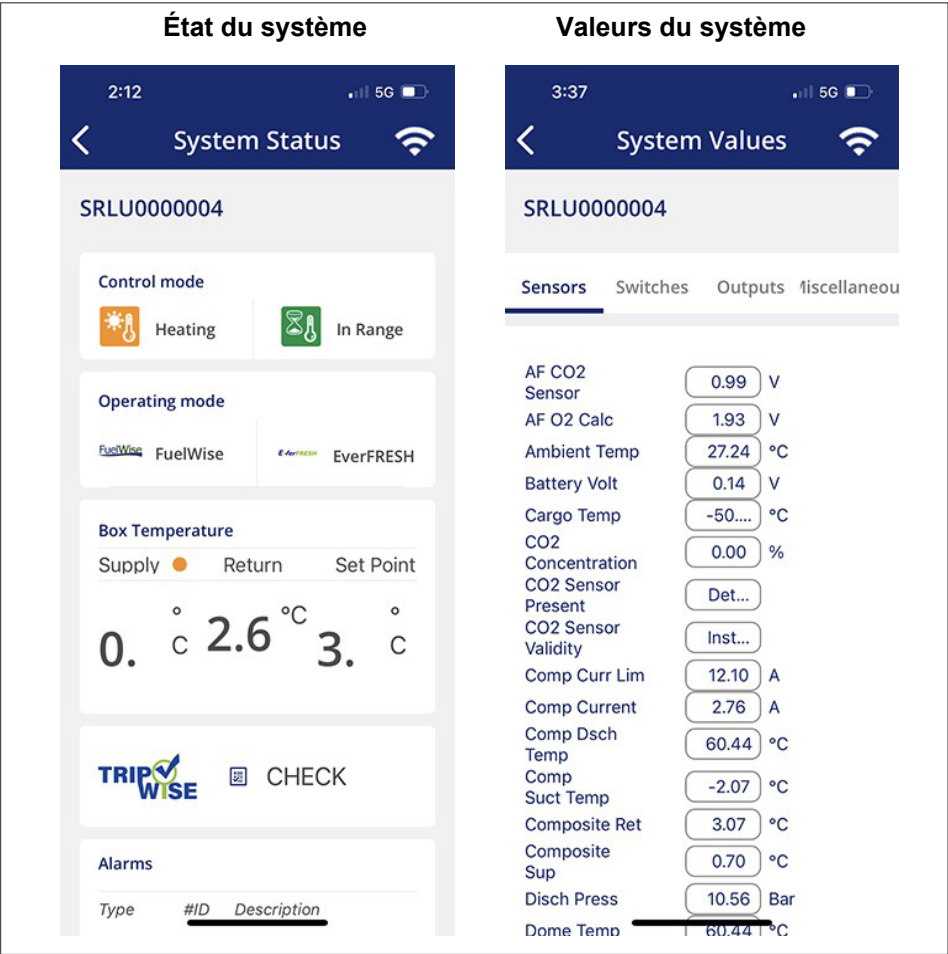 État du système
2:12
5G
System Status
SRLU0000004
Control mode
Heating
In Range
Operating mode
FuelWise FuelWise
EverFRESH EverFRESH
Box Temperature
Supply Return Set Point
0. °C 2.6 °C 3. °C
TRIPWISE CHECK
Alarms
Type #ID Description
Valeurs du système
3:37
5G
System Values
SRLU0000004
Sensors Switches Outputs Miscellaneou
AF CO2
Sensor 0.99 V
AF O2 Calc 1.93 V
Ambient Temp 27.24 °C
Battery Volt 0.14 V
Cargo Temp -50.... °C
CO2
Concentration 0.00 %
CO2 Sensor
Present Det...
CO2 Sensor
Validity Inst...
Comp Curr Lim 12.10 A
Comp Current 2.76 A
Comp Dsch
Temp 60.44 °C
Comp
Suct Temp -2.07 °C
Composite Ret 3.07 °C
Composite
Sup 0.70 °C
Disch Press 10.56 Bar
Dome Temp 60.44 °C